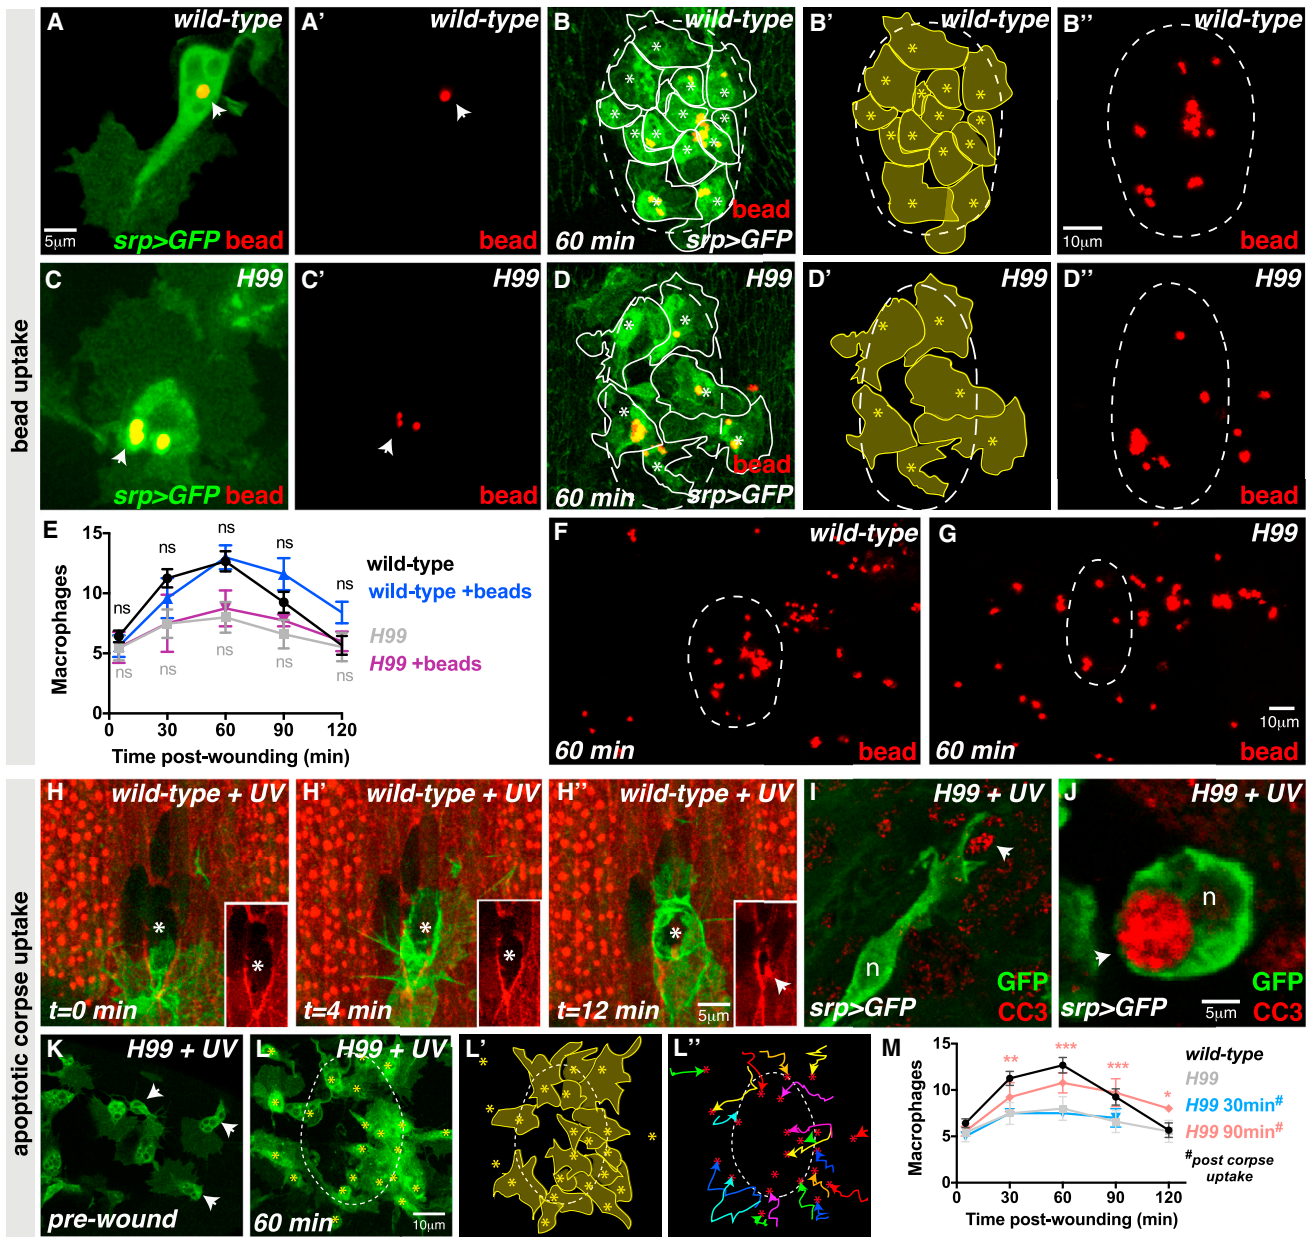 bead uptake
A wild-type
5µm srp>GFP bead
A' wild-type
bead
B wild-type
bead
60 min srp>GFP
B' wild-type
B'' wild-type
10µm bead
C H99
srp>GFP bead
C' H99
bead
D H99
bead
60 min srp>GFP
D' H99
D'' H99
bead
E
15
10
5
0
Macrophages
ns ns ns ns ns
ns ns ns ns ns
0 30 60 90 120
Time post-wounding (min)
wild-type
wild-type +beads
H99
H99 +beads
F wild-type
60 min bead
G H99
10µm
60 min bead
apoptotic corpse uptake
H wild-type + UV
* *
t=0 min
H' wild-type + UV
* *
t=4 min
H'' wild-type + UV
*
t=12 min 5µm
I H99 + UV
n
GFP
srp>GFP CC3
J H99 + UV
n
GFP
srp>GFP 5µm CC3
K H99 + UV
pre-wound
L H99 + UV
60 min 10µm
L'
L''
M
15
10
5
0
Macrophages
** *** *** *
0 30 60 90 120
Time post-wounding (min)
wild-type
H99
H99 30min#
H99 90min#
#post corpse
uptake